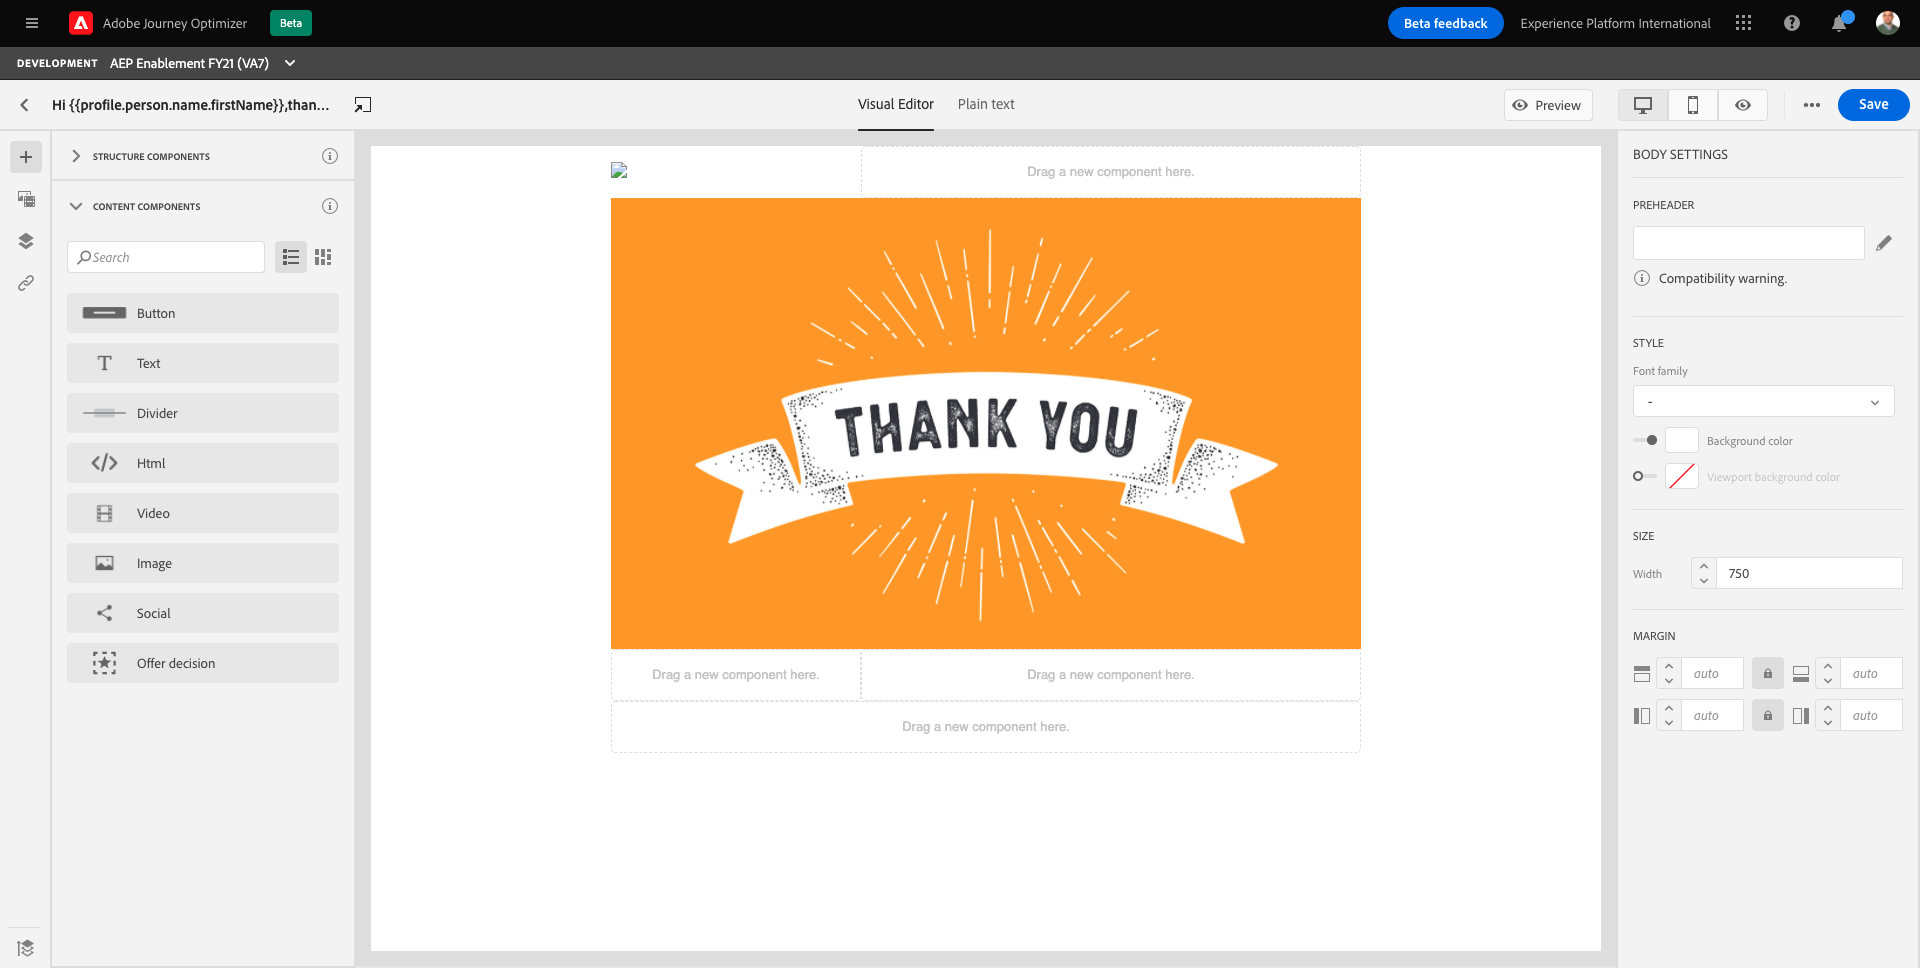 Adobe Journey Optimizer
Beta
Beta feedback
Experience Platform International
DEVELOPMENT
AEP Enablement FY21 (VA7)
Hi {{profile.person.name.firstName}},than...
Visual Editor
Plain text
Preview
Save
STRUCTURE COMPONENTS
CONTENT COMPONENTS
Search
Button
Text
Divider
Html
Video
Image
Social
Offer decision
Drag a new component here.
THANK YOU
Drag a new component here.
Drag a new component here.
Drag a new component here.
BODY SETTINGS
PREHEADER
Compatibility warning.
STYLE
Font family
-
Background color
Viewport background color
SIZE
Width
750
MARGIN
auto
auto
auto
auto